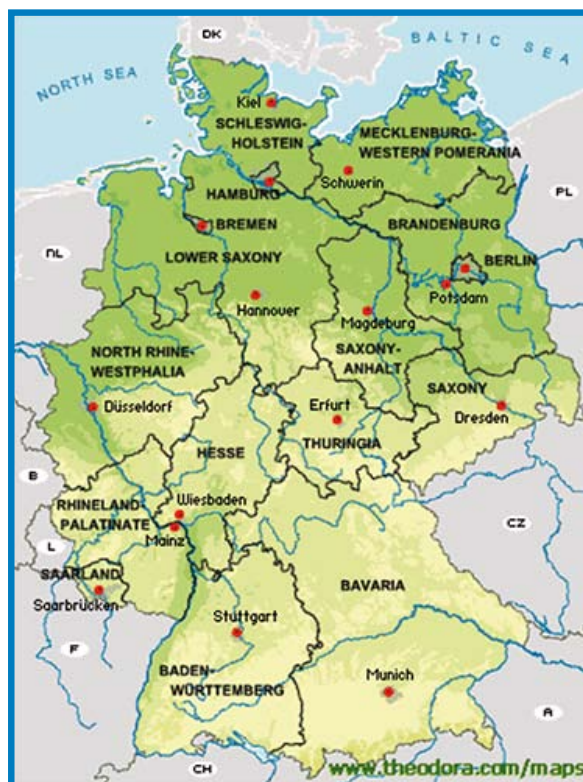 DK
BALTIC SEA
NORTH SEA
Kiel
SCHLESWIG-
HOLSTEIN
MECKLENBURG-
WESTERN POMERANIA
Schwerin
HAMBURG
PL
BREMEN
BRANDENBURG
NL
LOWER SAXONY
BERLIN
Potsdam
Hannover
Magdeburg
NORTH RHINE-
WESTPHALIA
SAXONY-
ANHALT
SAXONY
Düsseldorf
Erfurt
Dresden
THURINGIA
HESSE
B
RHINELAND-
PALATINATE
Wiesbaden
Mainz
CZ
L
SAARLAND
Saarbrücken
BAVARIA
Stuttgart
F
BADEN-
WÜRTTEMBERG
Munich
A
CH
www.theodora.com/maps